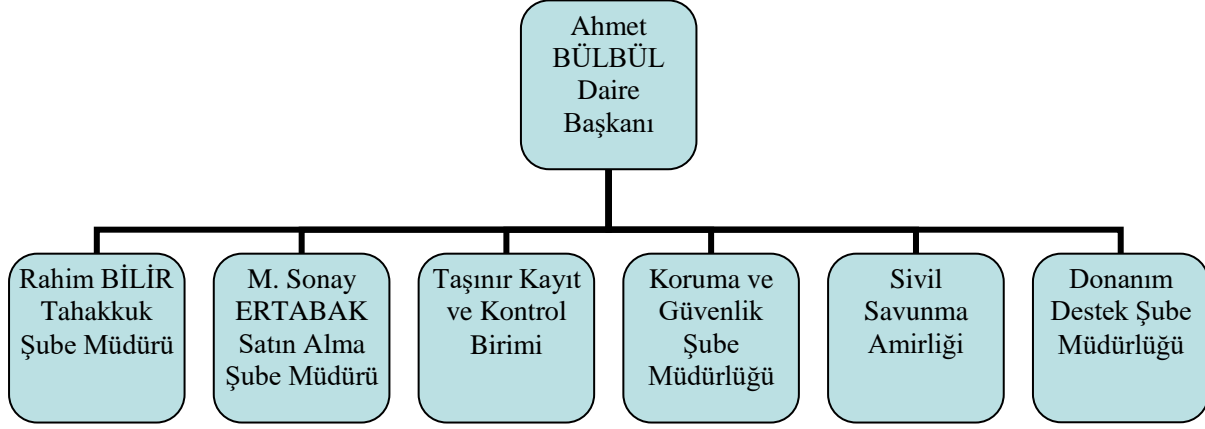 Ahmet
BÜLBÜL
Daire
Başkanı
Rahim BİLİR
Tahakkuk
Şube Müdürü
M. Sonay
ERTABAK
Satın Alma
Şube Müdürü
Taşınır Kayıt
ve Kontrol
Birimi
Koruma ve
Güvenlik
Şube
Müdürlüğü
Sivil
Savunma
Amirliği
Donanım
Destek Şube
Müdürlüğü